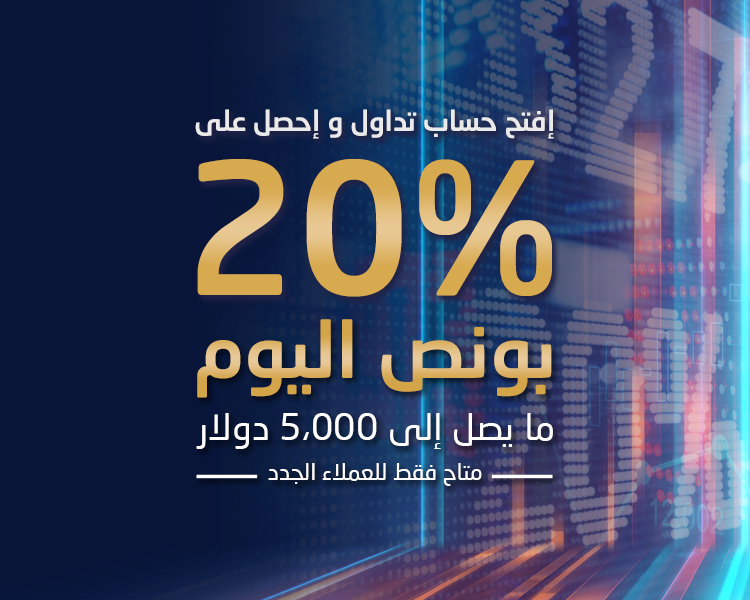 إفتح حساب تداول و إحصل على
20%
بونص اليوم
ما يصل إلى 5،000 دولار
متاح فقط للعملاء الجدد